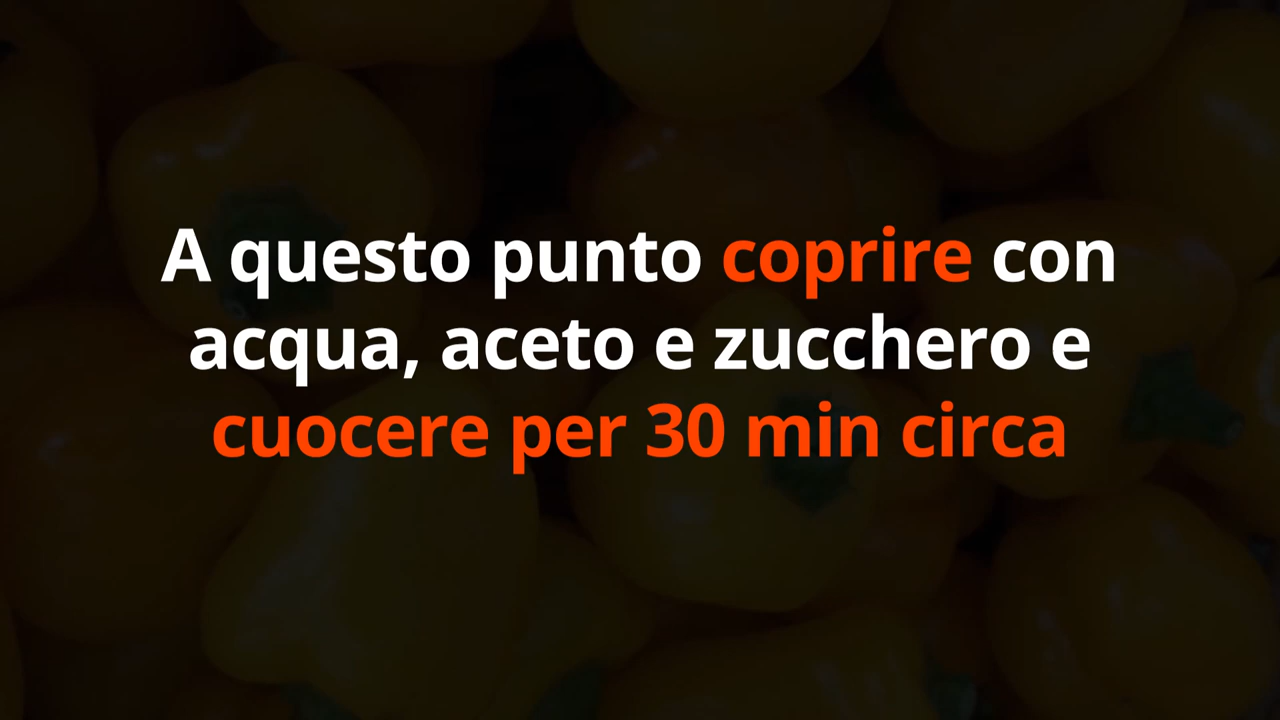 A questo punto coprire con
acqua, aceto e zucchero e
cuocere per 30 min circa